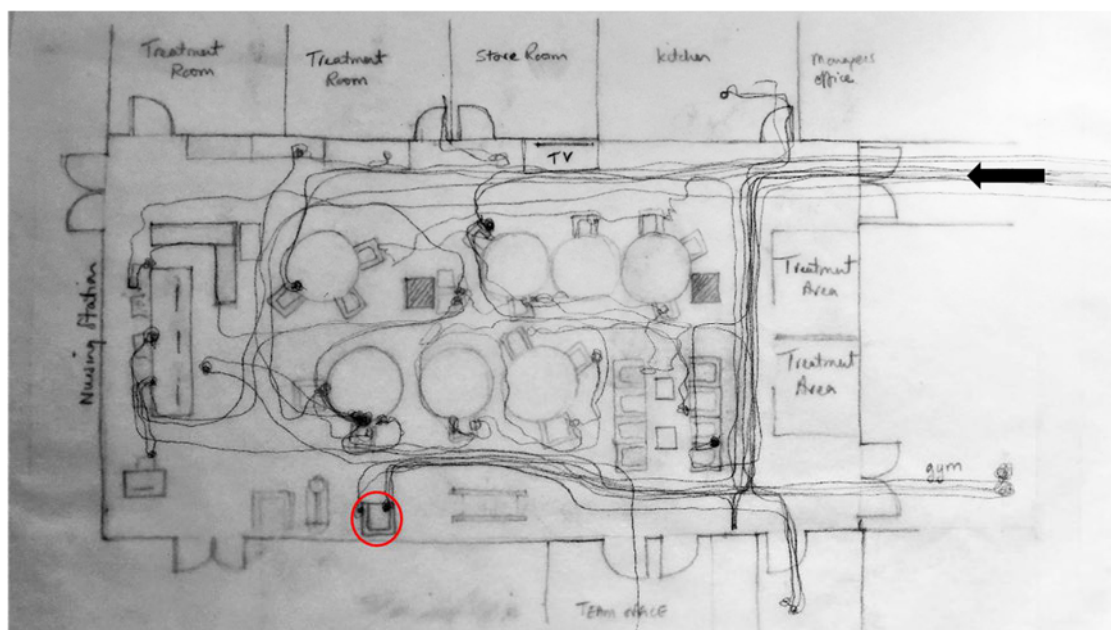 Treatment
Room
Treatment
Room
Store Room
kitchen
managers
office
TV
Treatment
Area
Treatment
Area
Nursing Station
gym
TEAM OFFICE